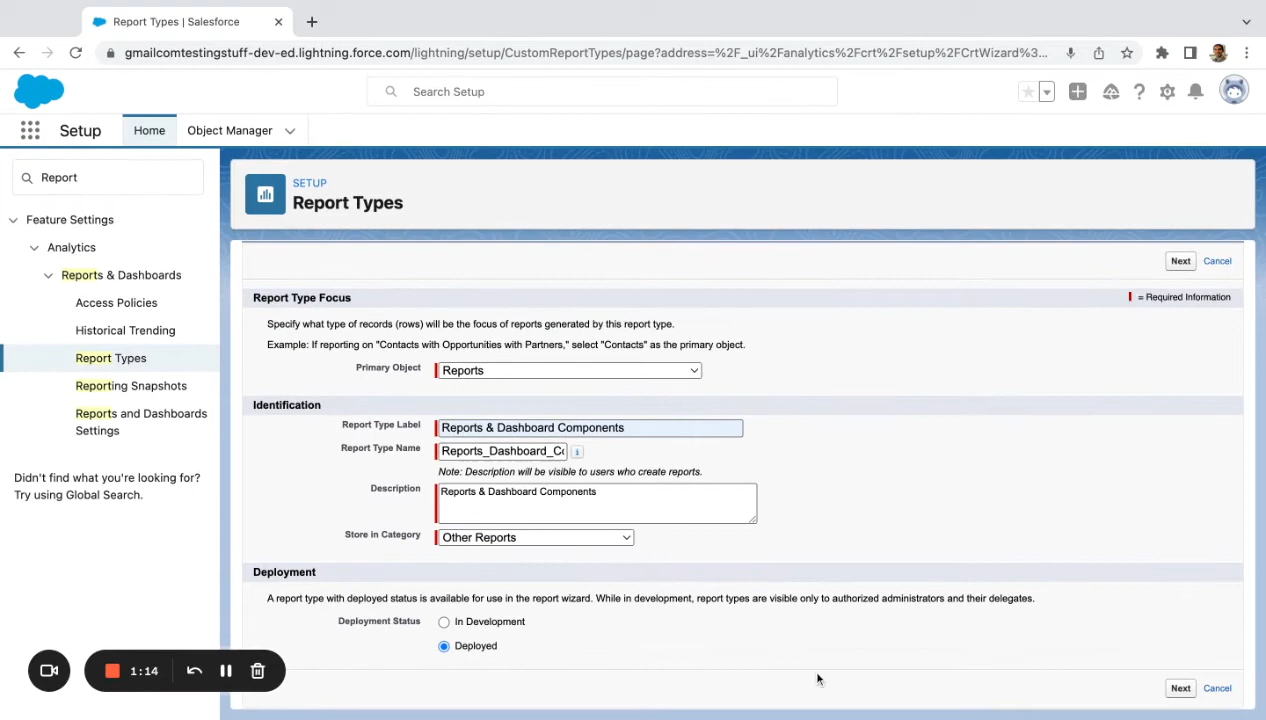 Report Types | Salesforce
gmailcomtestingstuff-dev-ed.lightning.force.com/lightning/setup/CustomReportTypes/page?address=%2F_ui%2Fanalytics%2Fcrt%2Fsetup%2FCrtWizard%3...
Search Setup
Setup
Home
Object Manager
Report
Feature Settings
Analytics
Reports & Dashboards
Access Policies
Historical Trending
Report Types
Reporting Snapshots
Reports and Dashboards
Settings
Didn't find what you're looking for?
Try using Global Search.
SETUP
Report Types
Next
Cancel
Report Type Focus
= Required Information
Specify what type of records (rows) will be the focus of reports generated by this report type.
Example: If reporting on "Contacts with Opportunities with Partners," select "Contacts" as the primary object.
Primary Object
Reports
Identification
Report Type Label
Reports & Dashboard Components
Report Type Name
Reports_Dashboard_Co
i
Note: Description will be visible to users who create reports.
Description
Reports & Dashboard Components
Store in Category
Other Reports
Deployment
A report type with deployed status is available for use in the report wizard. While in development, report types are visible only to authorized administrators and their delegates.
Deployment Status
In Development
Deployed
1:14
Next
Cancel